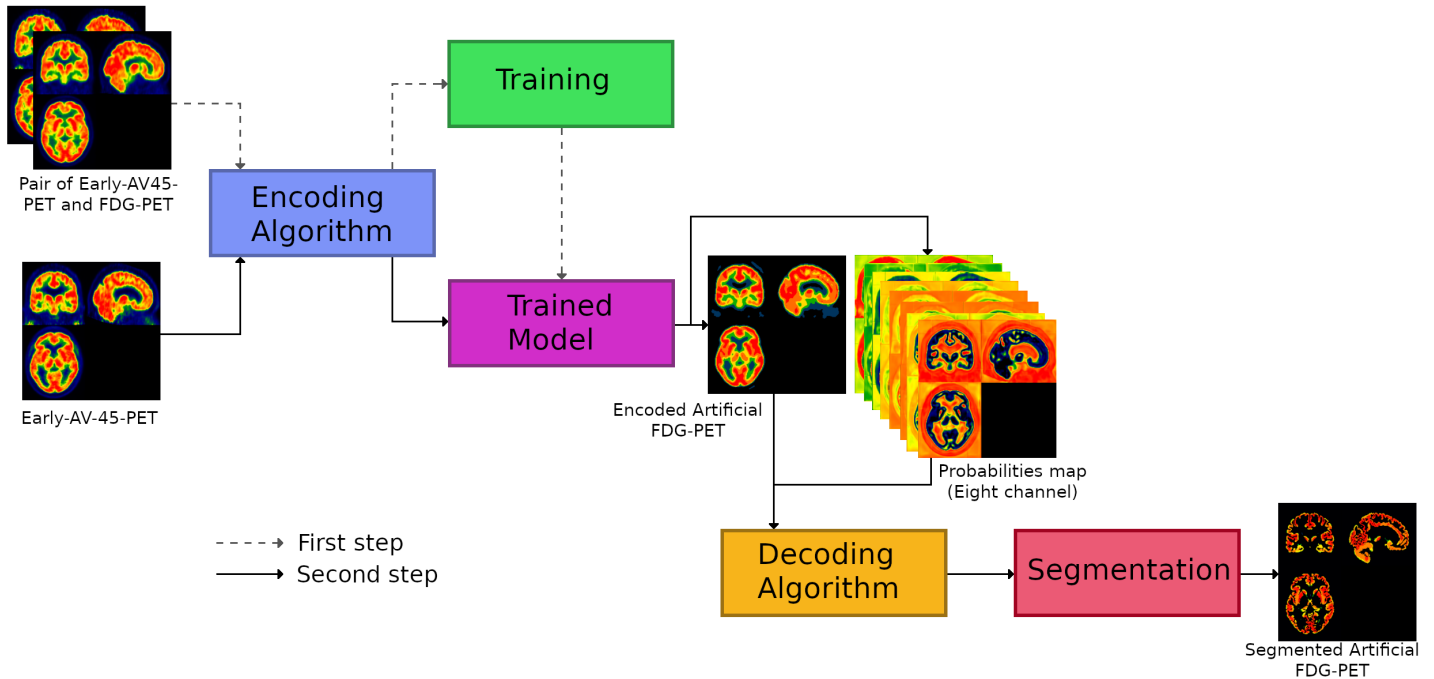 Training
Pair of Early-AV45-
PET and FDG-PET
Encoding
Algorithm
Early-AV-45-PET
Trained
Model
Encoded Artificial
FDG-PET
Probabilities map
(Eight channel)
First step
Second step
Decoding
Algorithm
Segmentation
Segmented Artificial
FDG-PET